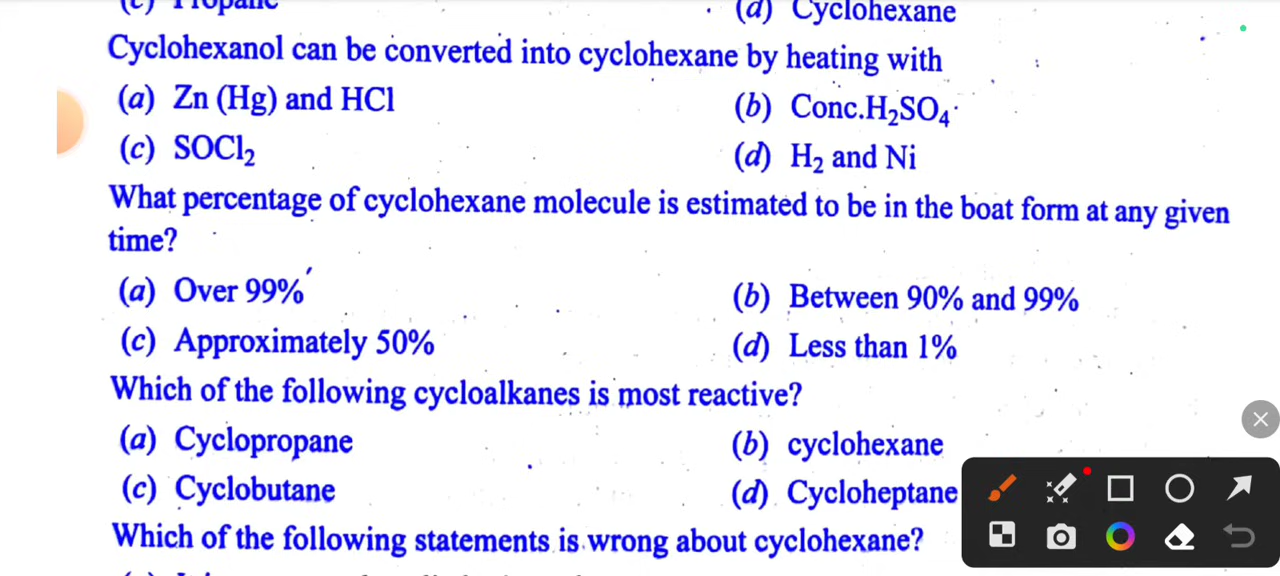 (c) Propane (d) Cyclohexane
Cyclohexanol can be converted into cyclohexane by heating with
(a) Zn (Hg) and HCl (b) Conc.H₂SO₄
(c) SOCl₂ (d) H₂ and Ni
What percentage of cyclohexane molecule is estimated to be in the boat form at any given
time?
(a) Over 99% (b) Between 90% and 99%
(c) Approximately 50% (d) Less than 1%
Which of the following cycloalkanes is most reactive?
(a) Cyclopropane (b) cyclohexane
(c) Cyclobutane (d) Cycloheptane
Which of the following statements is wrong about cyclohexane?